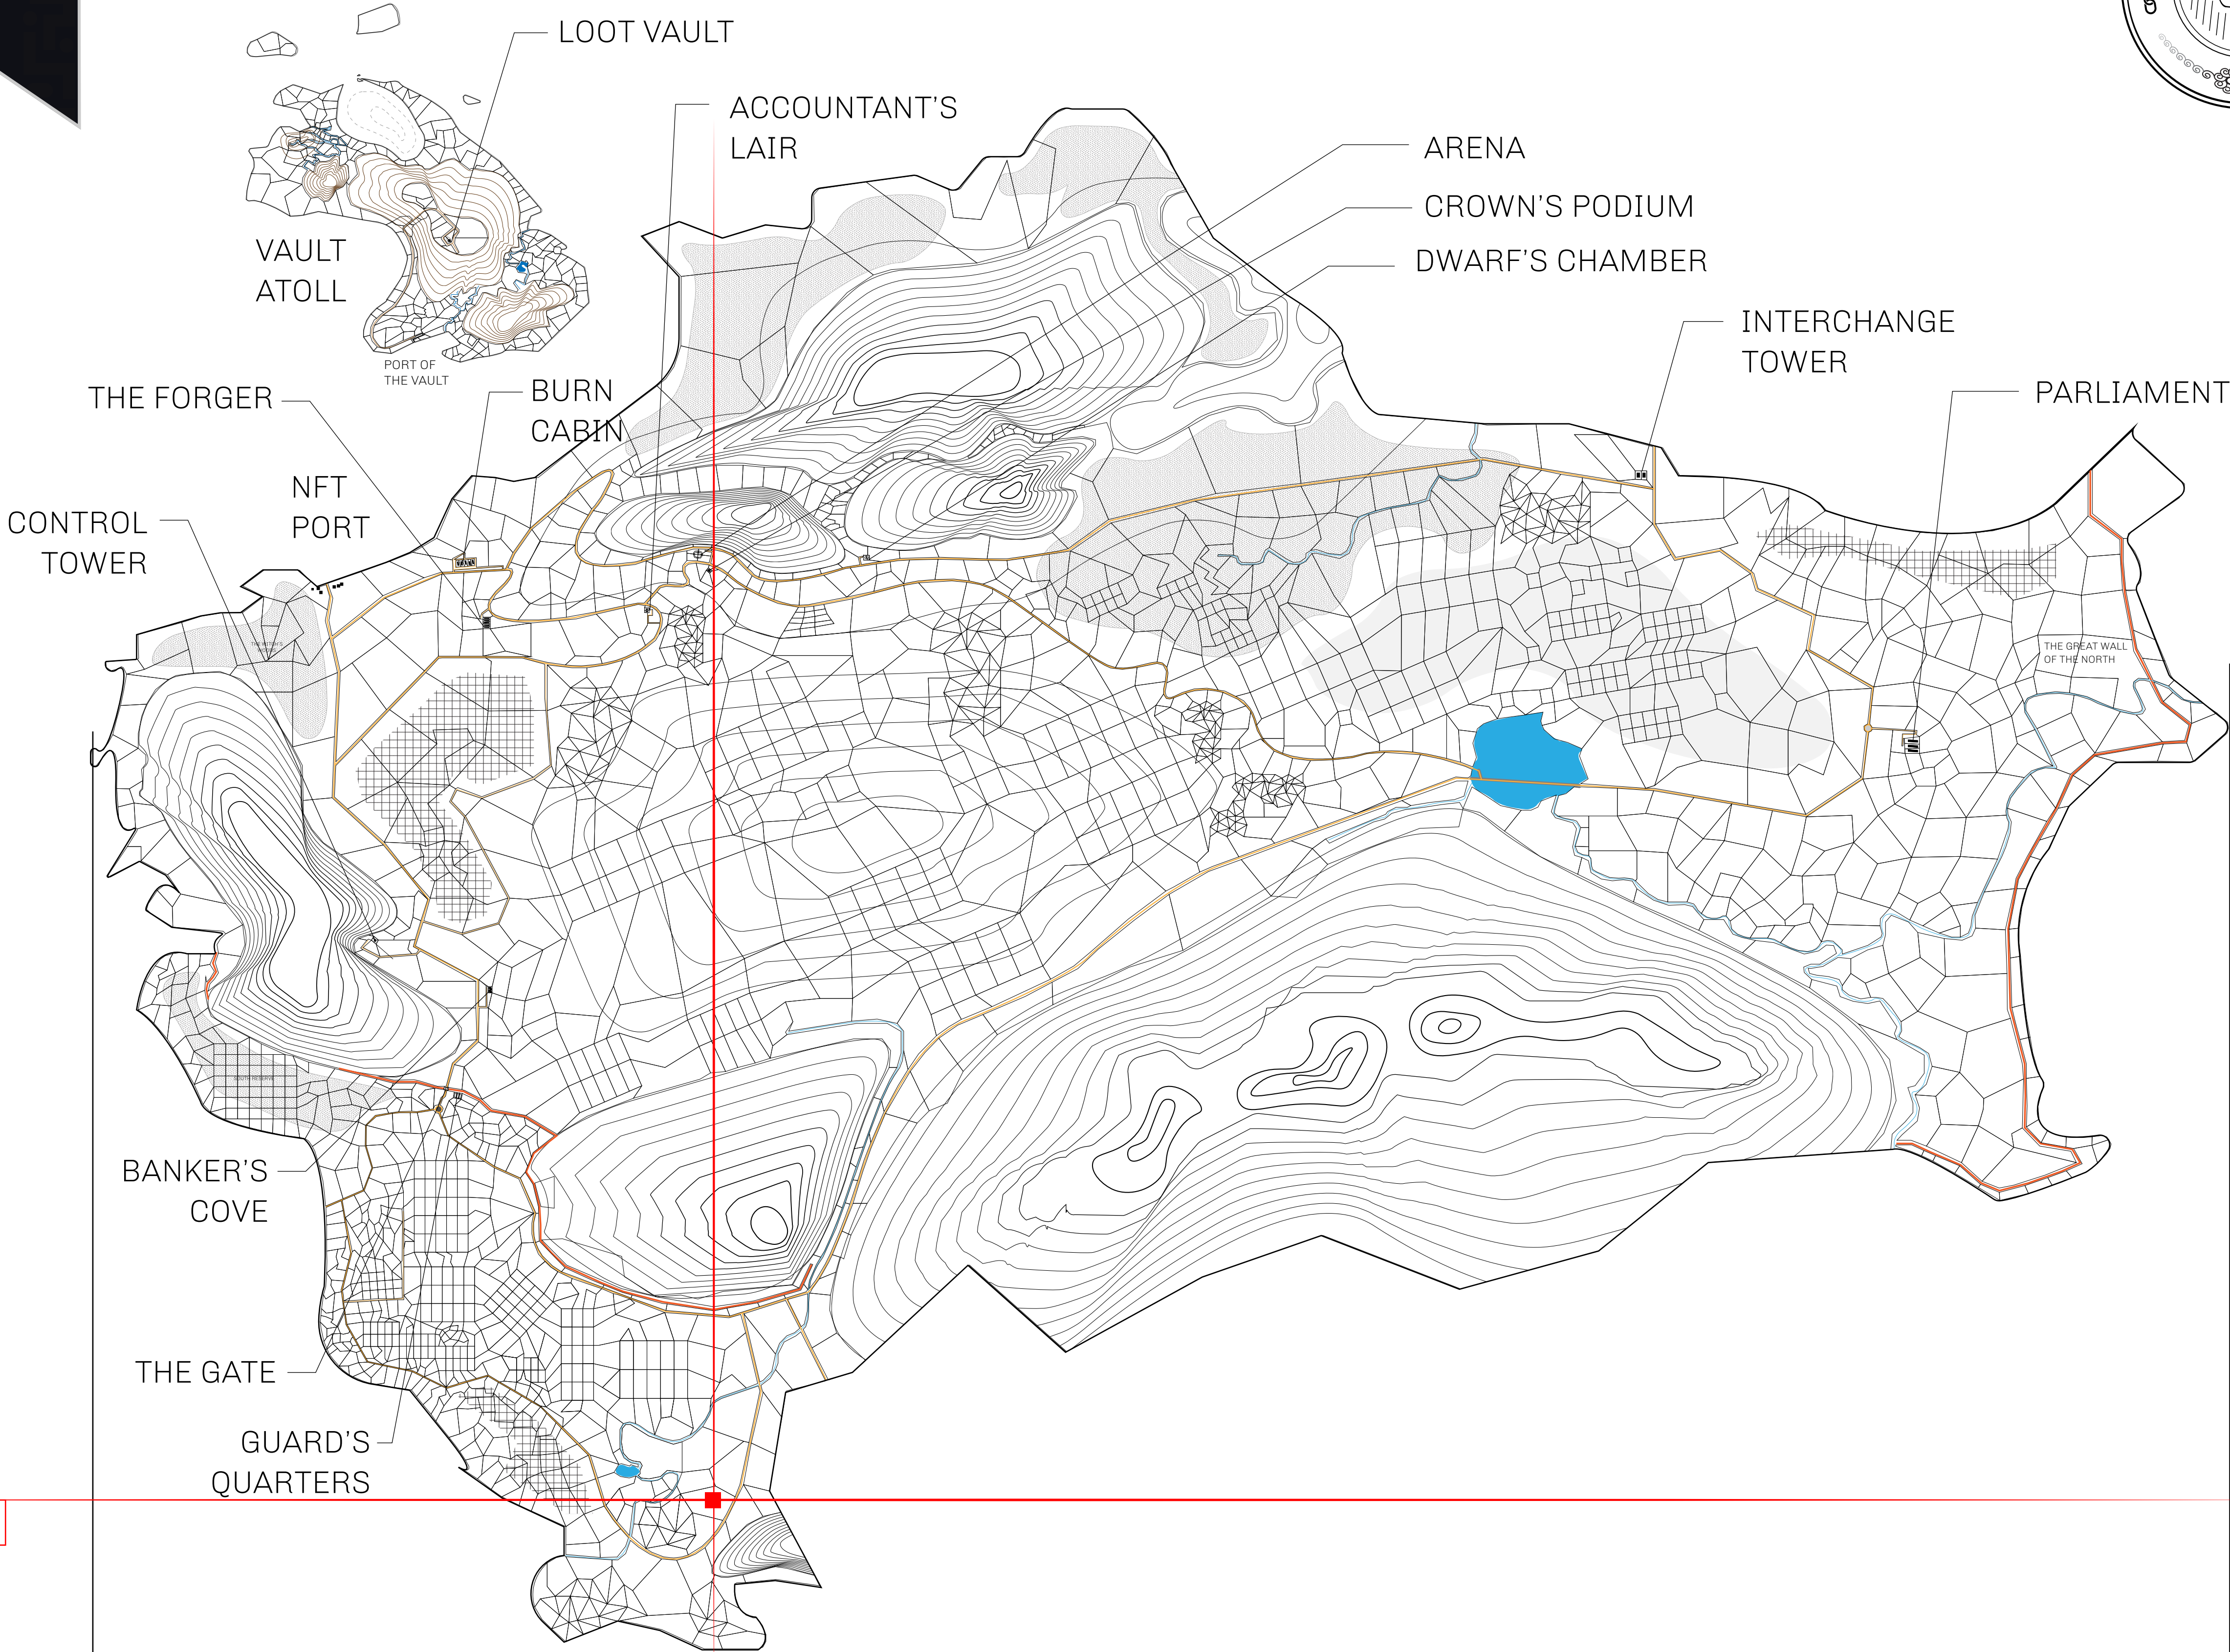 LOOT VAULT
ACCOUNTANT'S
LAIR
ARENA
CROWN'S PODIUM
DWARF'S CHAMBER
VAULT
ATOLL
INTERCHANGE
TOWER
PORT OF
THE VAULT
PARLIAMENT
THE FORGER
BURN
CABIN
NFT
PORT
CONTROL
TOWER
THE GREAT WALL
OF THE NORTH
SOUTH RESERVE
BANKER'S
COVE
THE GATE
GUARD'S
QUARTERS